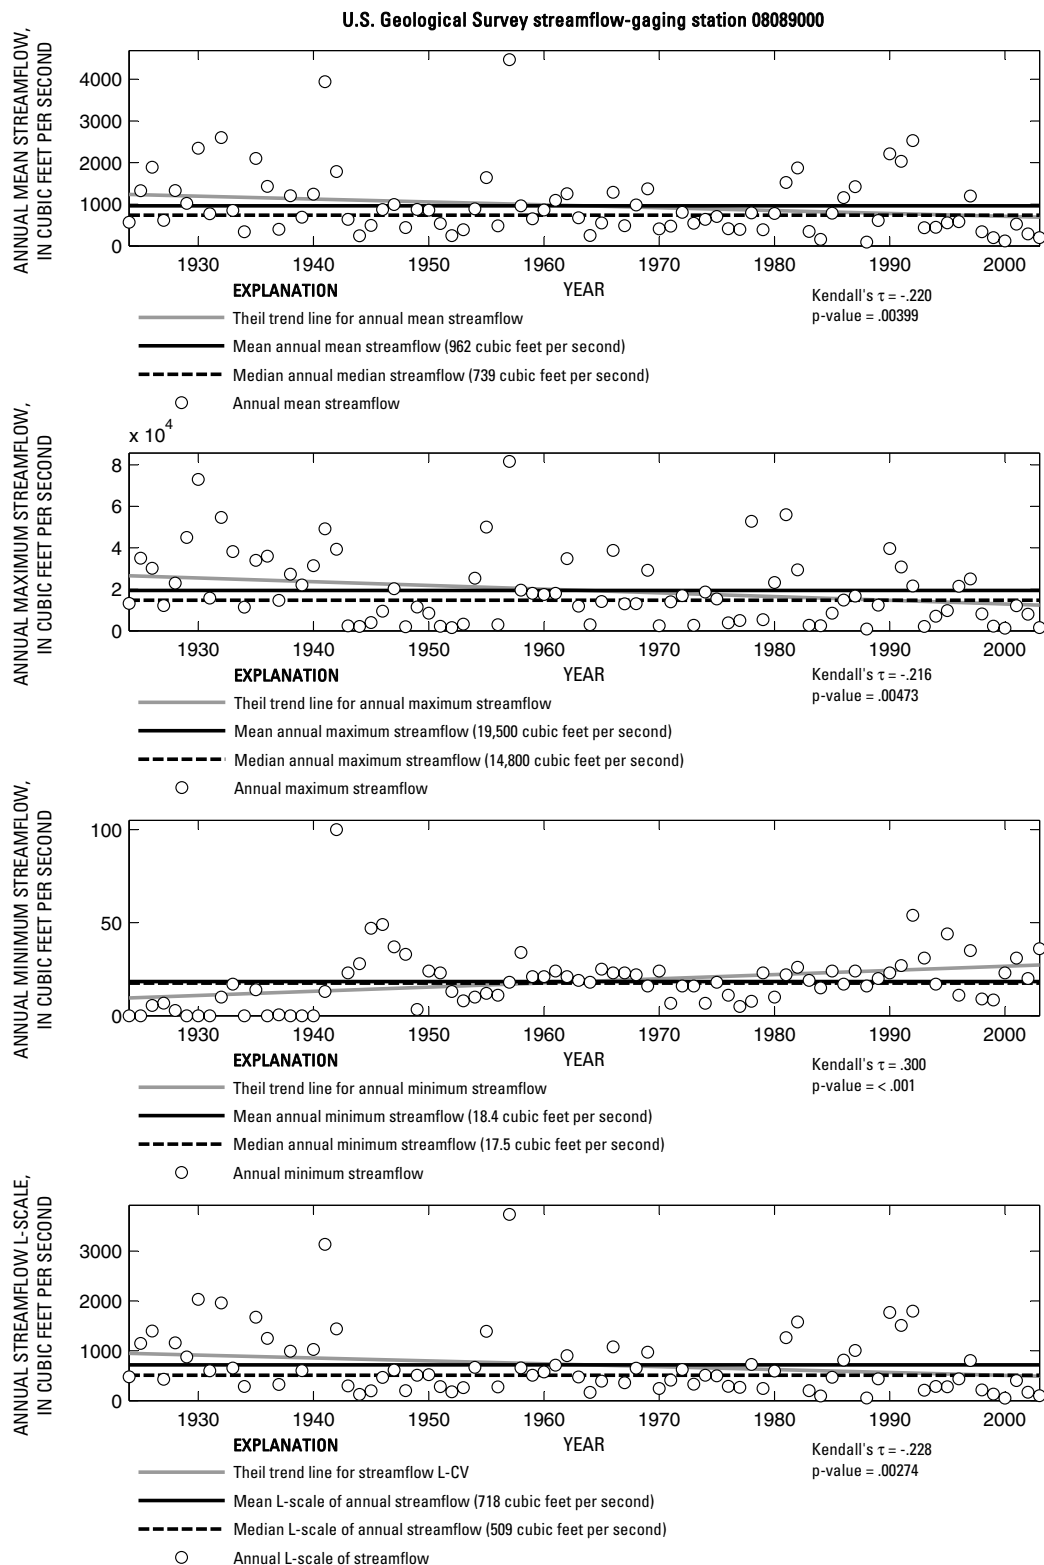 U.S. Geological Survey streamflow-gaging station 08089000
ANNUAL MEAN STREAMFLOW,
IN CUBIC FEET PER SECOND
4000
3000
2000
1000
0
1930 1940 1950 1960 1970 1980 1990 2000
YEAR
EXPLANATION
Theil trend line for annual mean streamflow
Mean annual mean streamflow (962 cubic feet per second)
Median annual median streamflow (739 cubic feet per second)
Annual mean streamflow
Kendall's τ = -.220
p-value = .00399
ANNUAL MAXIMUM STREAMFLOW,
IN CUBIC FEET PER SECOND
x 10^4
8
6
4
2
0
1930 1940 1950 1960 1970 1980 1990 2000
YEAR
EXPLANATION
Theil trend line for annual maximum streamflow
Mean annual maximum streamflow (19,500 cubic feet per second)
Median annual maximum streamflow (14,800 cubic feet per second)
Annual maximum streamflow
Kendall's τ = -.216
p-value = .00473
ANNUAL MINIMUM STREAMFLOW,
IN CUBIC FEET PER SECOND
100
50
0
1930 1940 1950 1960 1970 1980 1990 2000
YEAR
EXPLANATION
Theil trend line for annual minimum streamflow
Mean annual minimum streamflow (18.4 cubic feet per second)
Median annual minimum streamflow (17.5 cubic feet per second)
Annual minimum streamflow
Kendall's τ = .300
p-value = < .001
ANNUAL STREAMFLOW L-SCALE,
IN CUBIC FEET PER SECOND
3000
2000
1000
0
1930 1940 1950 1960 1970 1980 1990 2000
YEAR
EXPLANATION
Theil trend line for streamflow L-CV
Mean L-scale of annual streamflow (718 cubic feet per second)
Median L-scale of annual streamflow (509 cubic feet per second)
Annual L-scale of streamflow
Kendall's τ = -.228
p-value = .00274